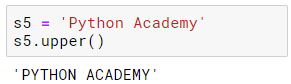 s5 = 'Python Academy'
s5.upper()
'PYTHON ACADEMY'